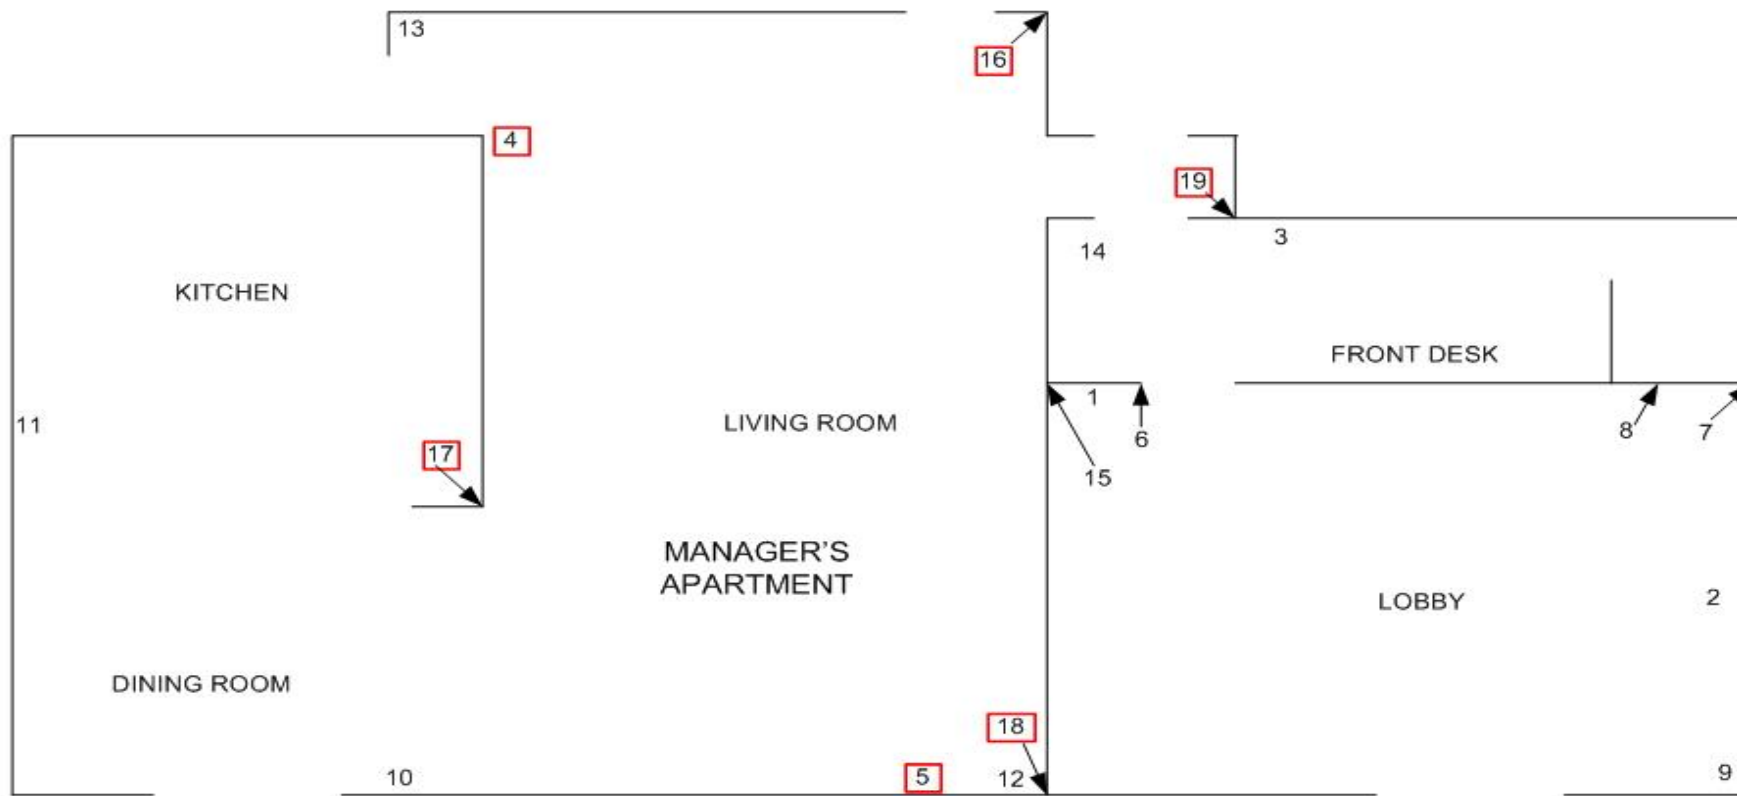 13
16
4
19
3
14
KITCHEN
FRONT DESK
1
11
LIVING ROOM
8
7
6
17
15
MANAGER'S
APARTMENT
2
LOBBY
DINING ROOM
18
9
10
5
12